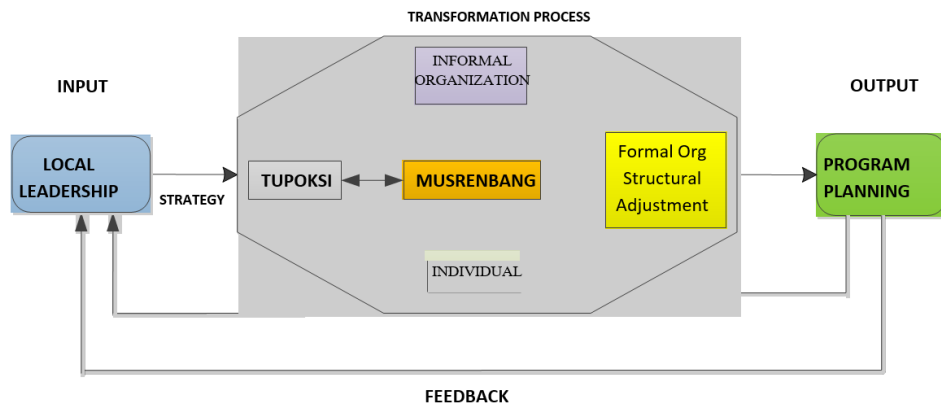 TRANSFORMATION PROCESS
INPUT
OUTPUT
INFORMAL
ORGANIZATION
LOCAL
LEADERSHIP
STRATEGY
TUPOKSI
MUSRENBANG
Formal Org
Structural
Adjustment
PROGRAM
PLANNING
INDIVIDUAL
FEEDBACK